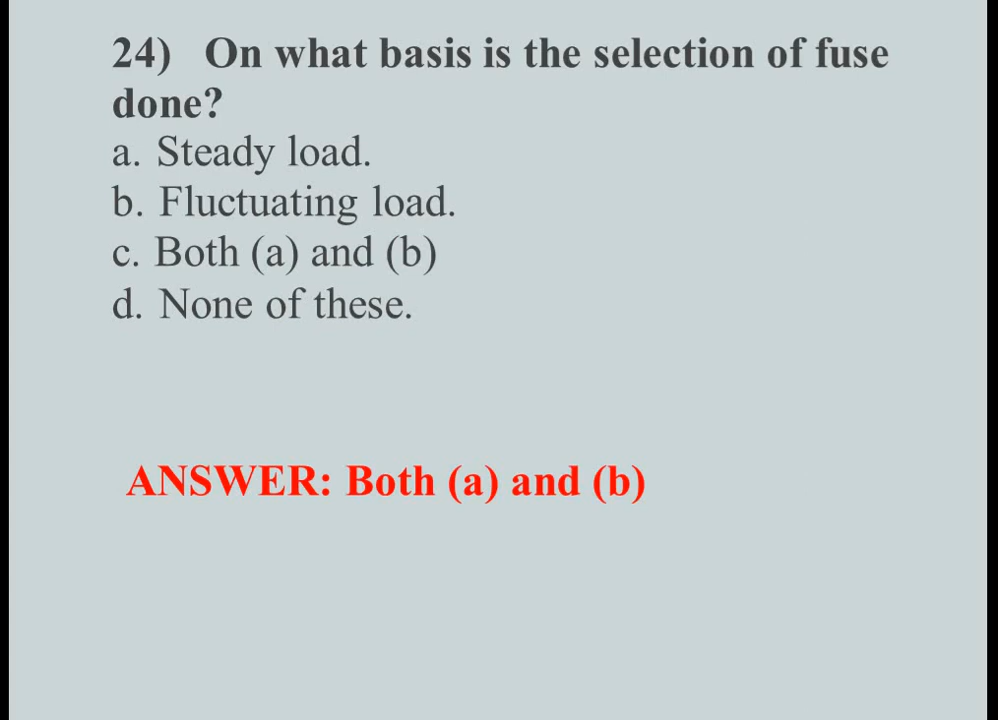 24) On what basis is the selection of fuse
done?
a. Steady load.
b. Fluctuating load.
c. Both (a) and (b)
d. None of these.
ANSWER: Both (a) and (b)